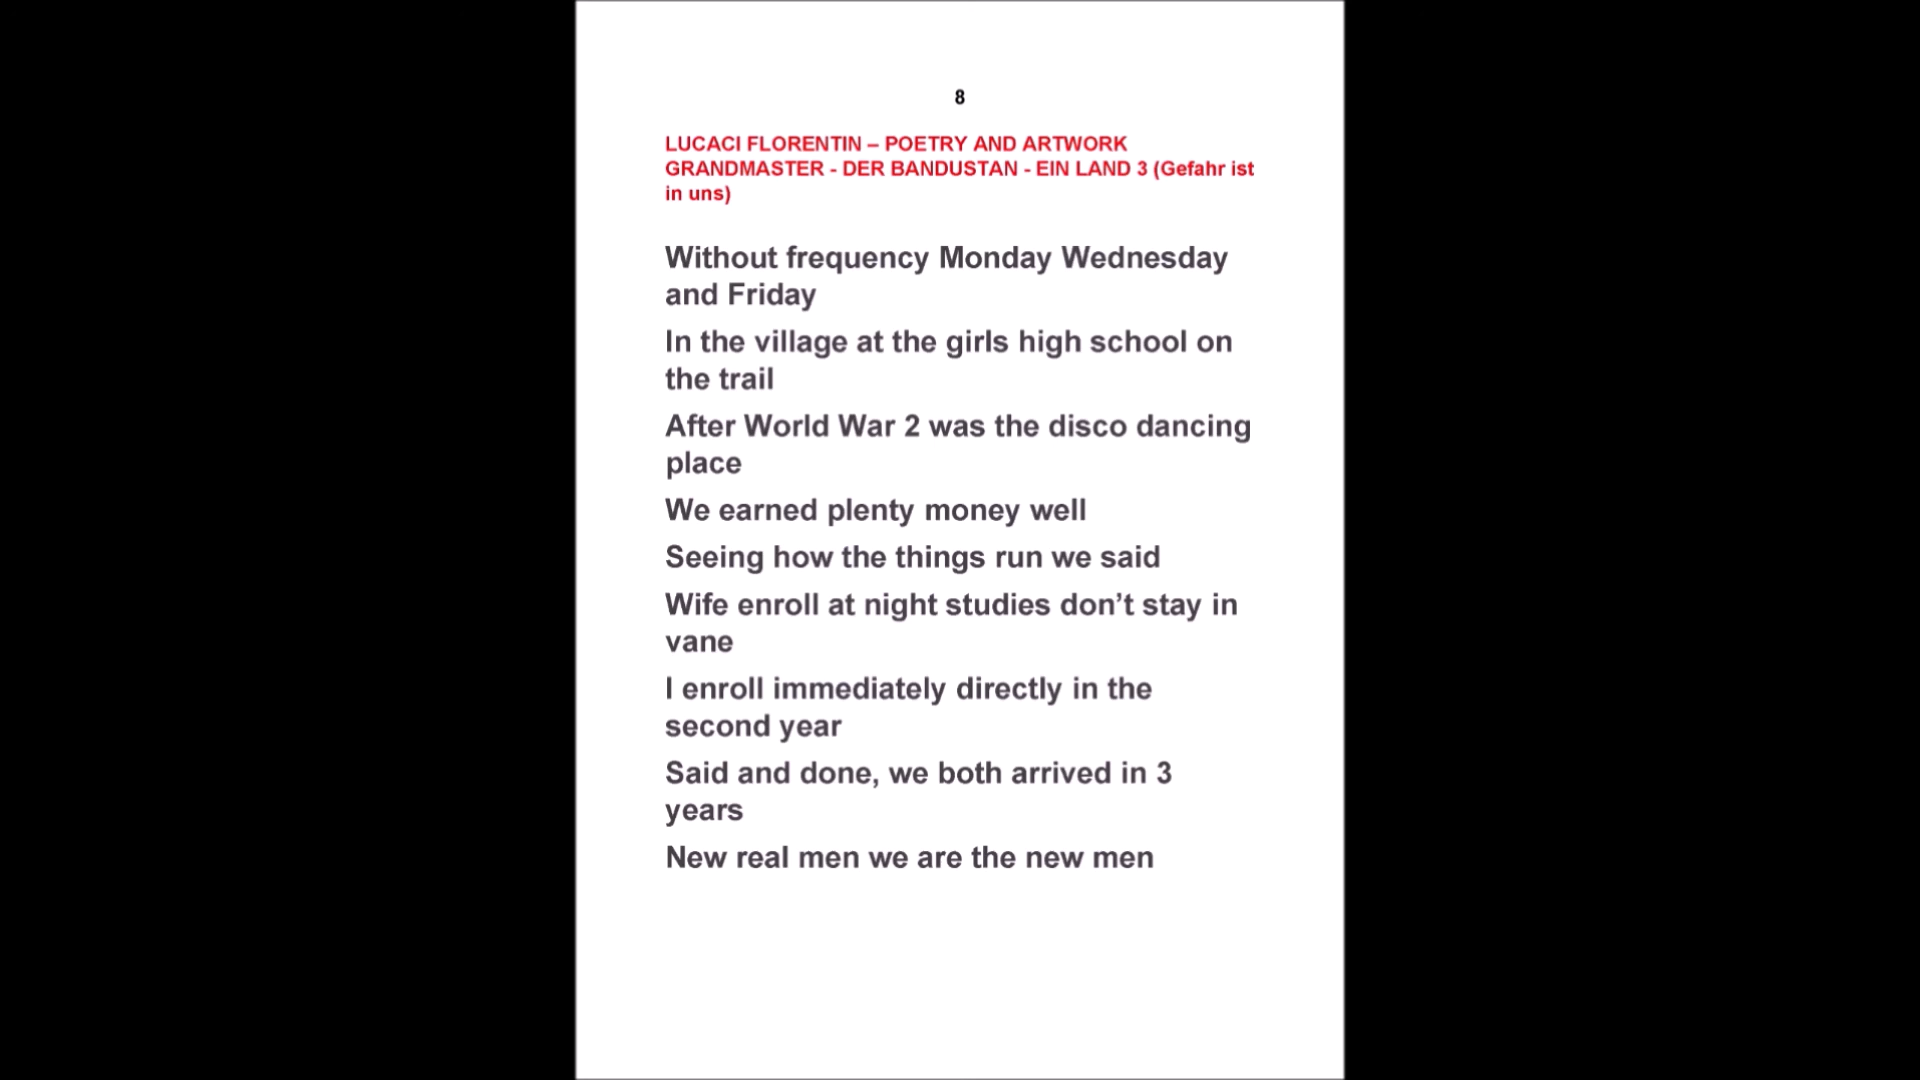 8
LUCACI FLORENTIN – POETRY AND ARTWORK
GRANDMASTER - DER BANDUSTAN - EIN LAND 3 (Gefahr ist
in uns)
Without frequency Monday Wednesday
and Friday
In the village at the girls high school on
the trail
After World War 2 was the disco dancing
place
We earned plenty money well
Seeing how the things run we said
Wife enroll at night studies don’t stay in
vane
I enroll immediately directly in the
second year
Said and done, we both arrived in 3
years
New real men we are the new men